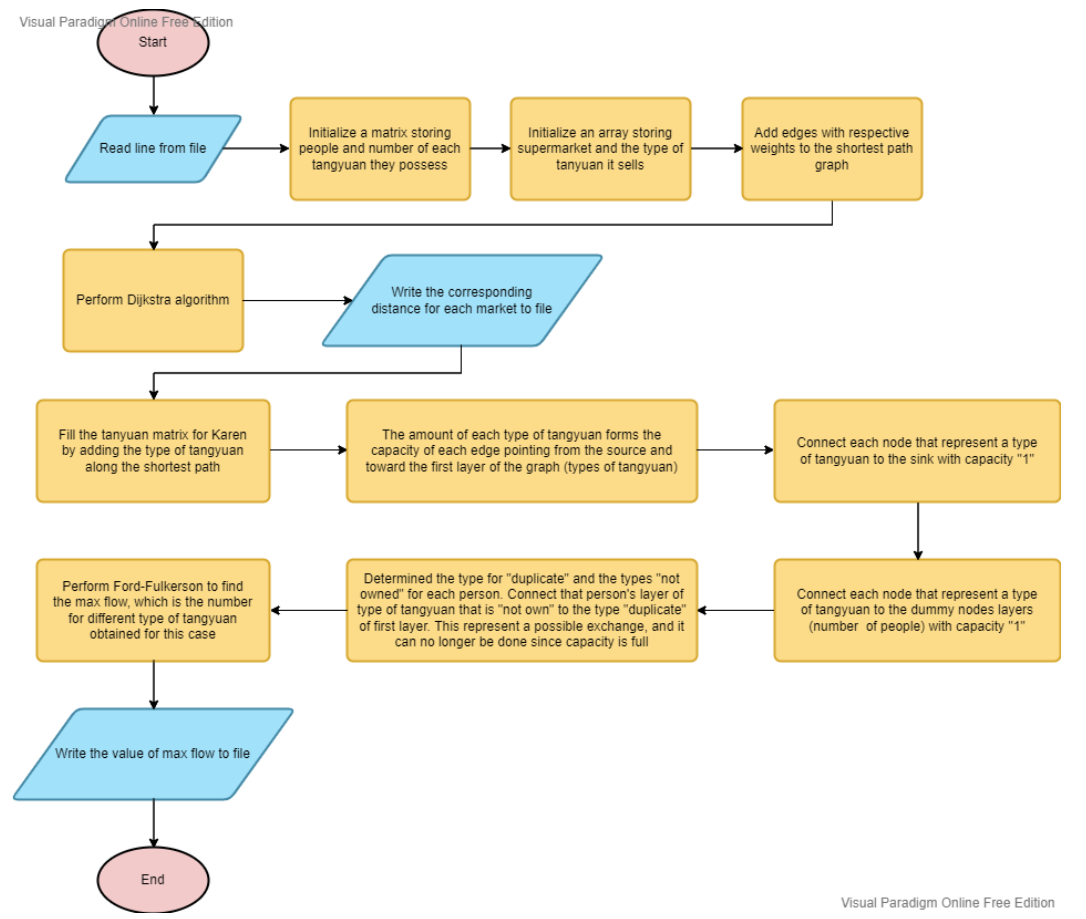 Visual Paradigm Online Free Edition
Start
Read line from file
Initialize a matrix storing
people and number of each
tangyuan they possess
Initialize an array storing
supermarket and the type of
tanyuan it sells
Add edges with respective
weights to the shortest path
graph
Perform Dijkstra algorithm
Write the corresponding
distance for each market to file
Fill the tanyuan matrix for Karen
by adding the type of tangyuan
along the shortest path
The amount of each type of tangyuan forms the
capacity of each edge pointing from the source and
toward the first layer of the graph (types of tangyuan)
Connect each node that represent a type
of tangyuan to the sink with capacity "1"
Connect each node that represent a type
of tangyuan to the dummy nodes layers
(number of people) with capacity "1"
Determined the type for "duplicate" and the types "not
owned" for each person. Connect that person's layer of
type of tangyuan that is "not own" to the type "duplicate"
of first layer. This represent a possible exchange, and it
can no longer be done since capacity is full
Perform Ford-Fulkerson to find
the max flow, which is the number
for different type of tangyuan
obtained for this case
Write the value of max flow to file
End
Visual Paradigm Online Free Edition